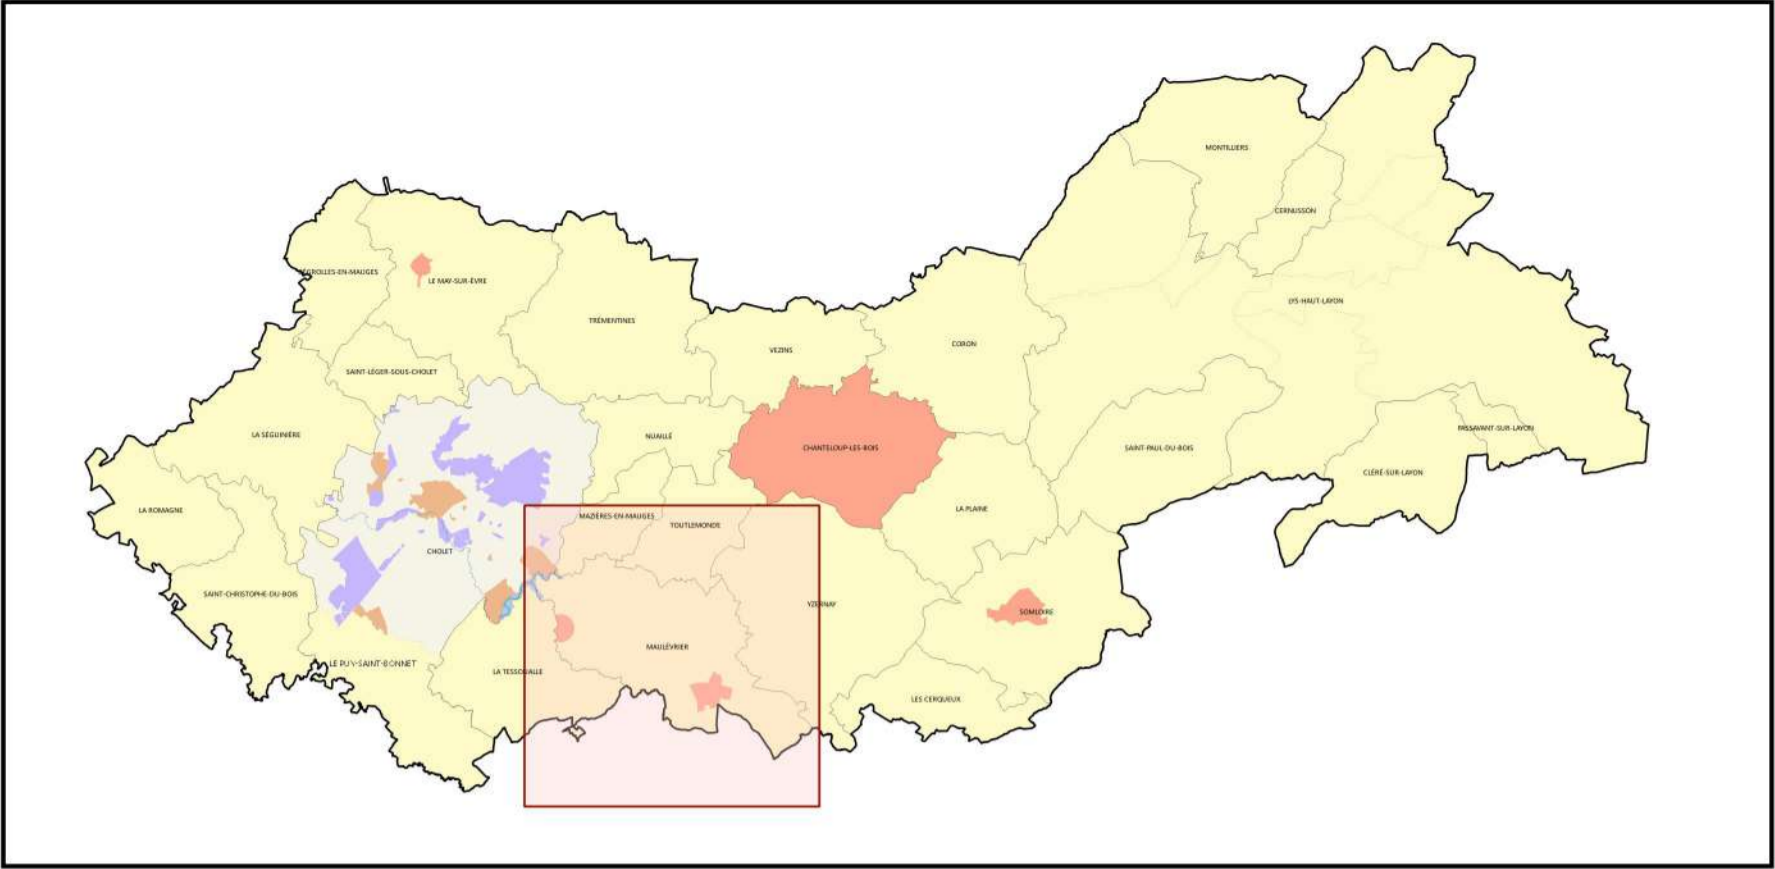 MONTILLIERS
CERNUSSON
GROLLES-EN-MAUGES
LE MAY-SUR-ÈVRE
LYS-HAUT-LAYON
TRÉMENTINES
VEZINS
CORON
SAINT-LÉGER-SOUS-CHOLET
LA SÉGUINIÈRE
NUAILLÉ
CHANTELOUP-LES-BOIS
SAINT-PAUL-DU-BOIS
PASSAVANT-SUR-LAYON
CLÉRÉ-SUR-LAYON
LA ROMAGNE
LA PLAINE
MAZIÈRES-EN-MAUGES
TOUTLEMONDE
CHOLET
SAINT-CHRISTOPHE-DU-BOIS
YZERNAY
SOMLOIRE
MAULÉVRIER
LE PUY-SAINT-BONNET
LA TESSOUALLE
LES CERQUEUX